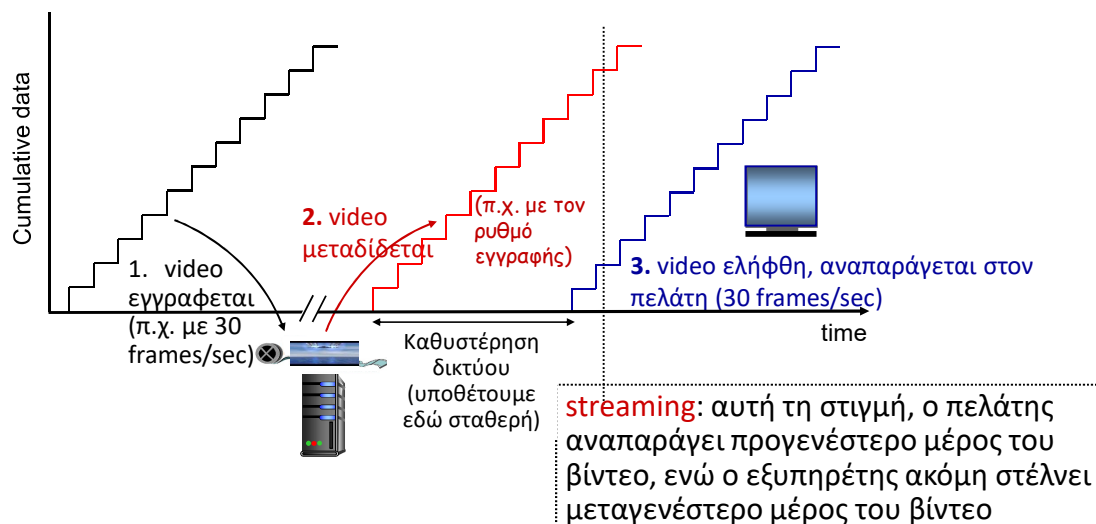 Cumulative data
1. video
εγγραφεται
(π.χ. με 30
frames/sec)
2. video
μεταδίδεται
(π.χ. με τον
ρυθμό
εγγραφής)
3. video ελήφθη, αναπαράγεται στον
πελάτη (30 frames/sec)
time
Καθυστέρηση
δικτύου
(υποθέτουμε
εδώ σταθερή)
streaming: αυτή τη στιγμή, ο πελάτης
αναπαράγει προγενέστερο μέρος του
βίντεο, ενώ ο εξυπηρέτης ακόμη στέλνει
μεταγενέστερο μέρος του βίντεο